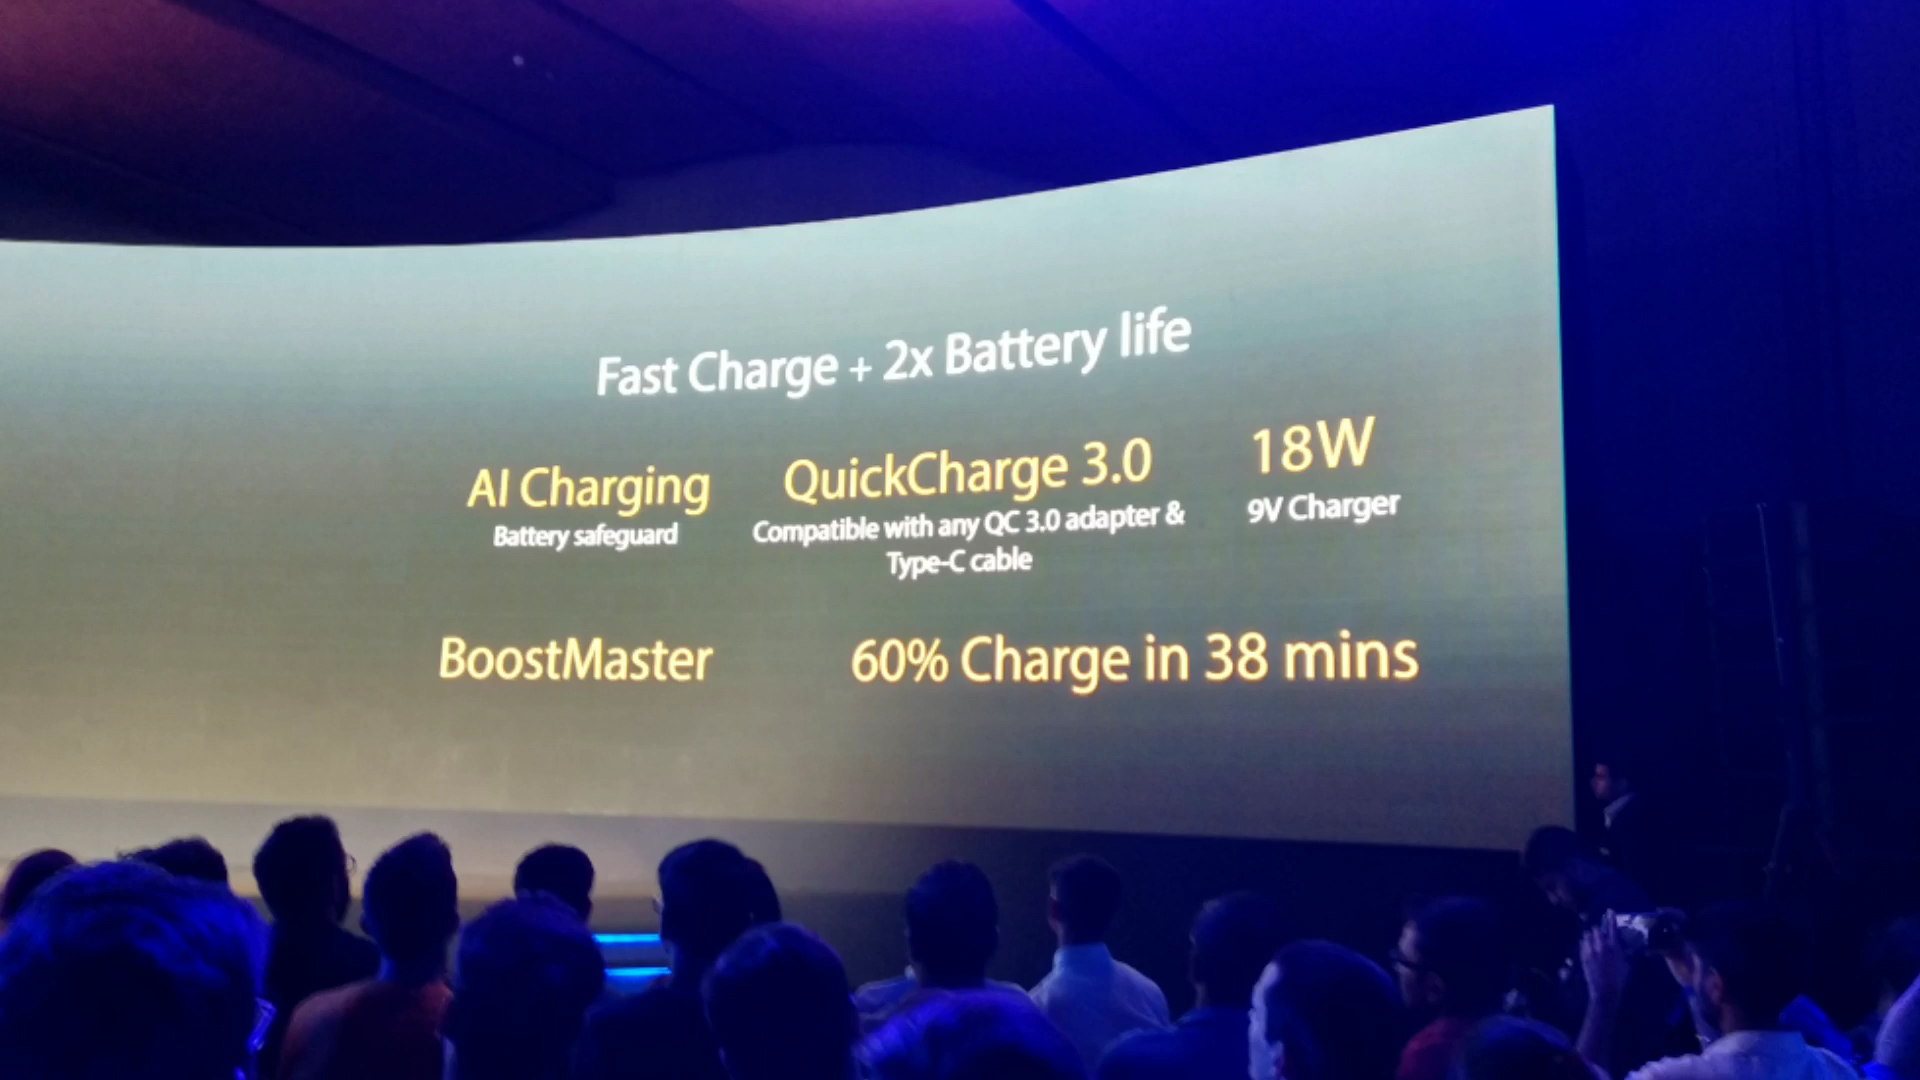 Fast Charge + 2x Battery life
AI Charging
Battery safeguard
QuickCharge 3.0
Compatible with any QC 3.0 adapter &
Type-C cable
18W
9V Charger
BoostMaster
60% Charge in 38 mins